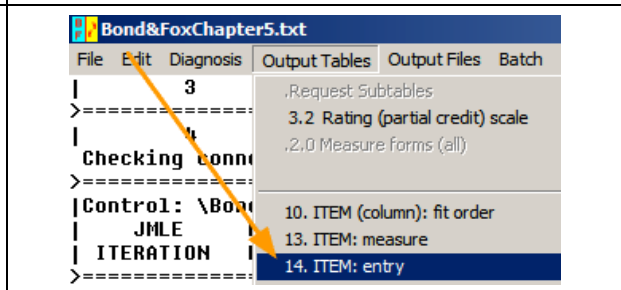 Bond&FoxChapter5.txt
File Edit Diagnosis Output Tables Output Files Batch
| 3
>===============
| 4
Checking conne
>===============
|Control: \Bond
| JMLE |
| ITERATION |
>===============
.Request Subtables
3.2 Rating (partial credit) scale
.2.0 Measure forms (all)
10. ITEM (column): fit order
13. ITEM: measure
14. ITEM: entry